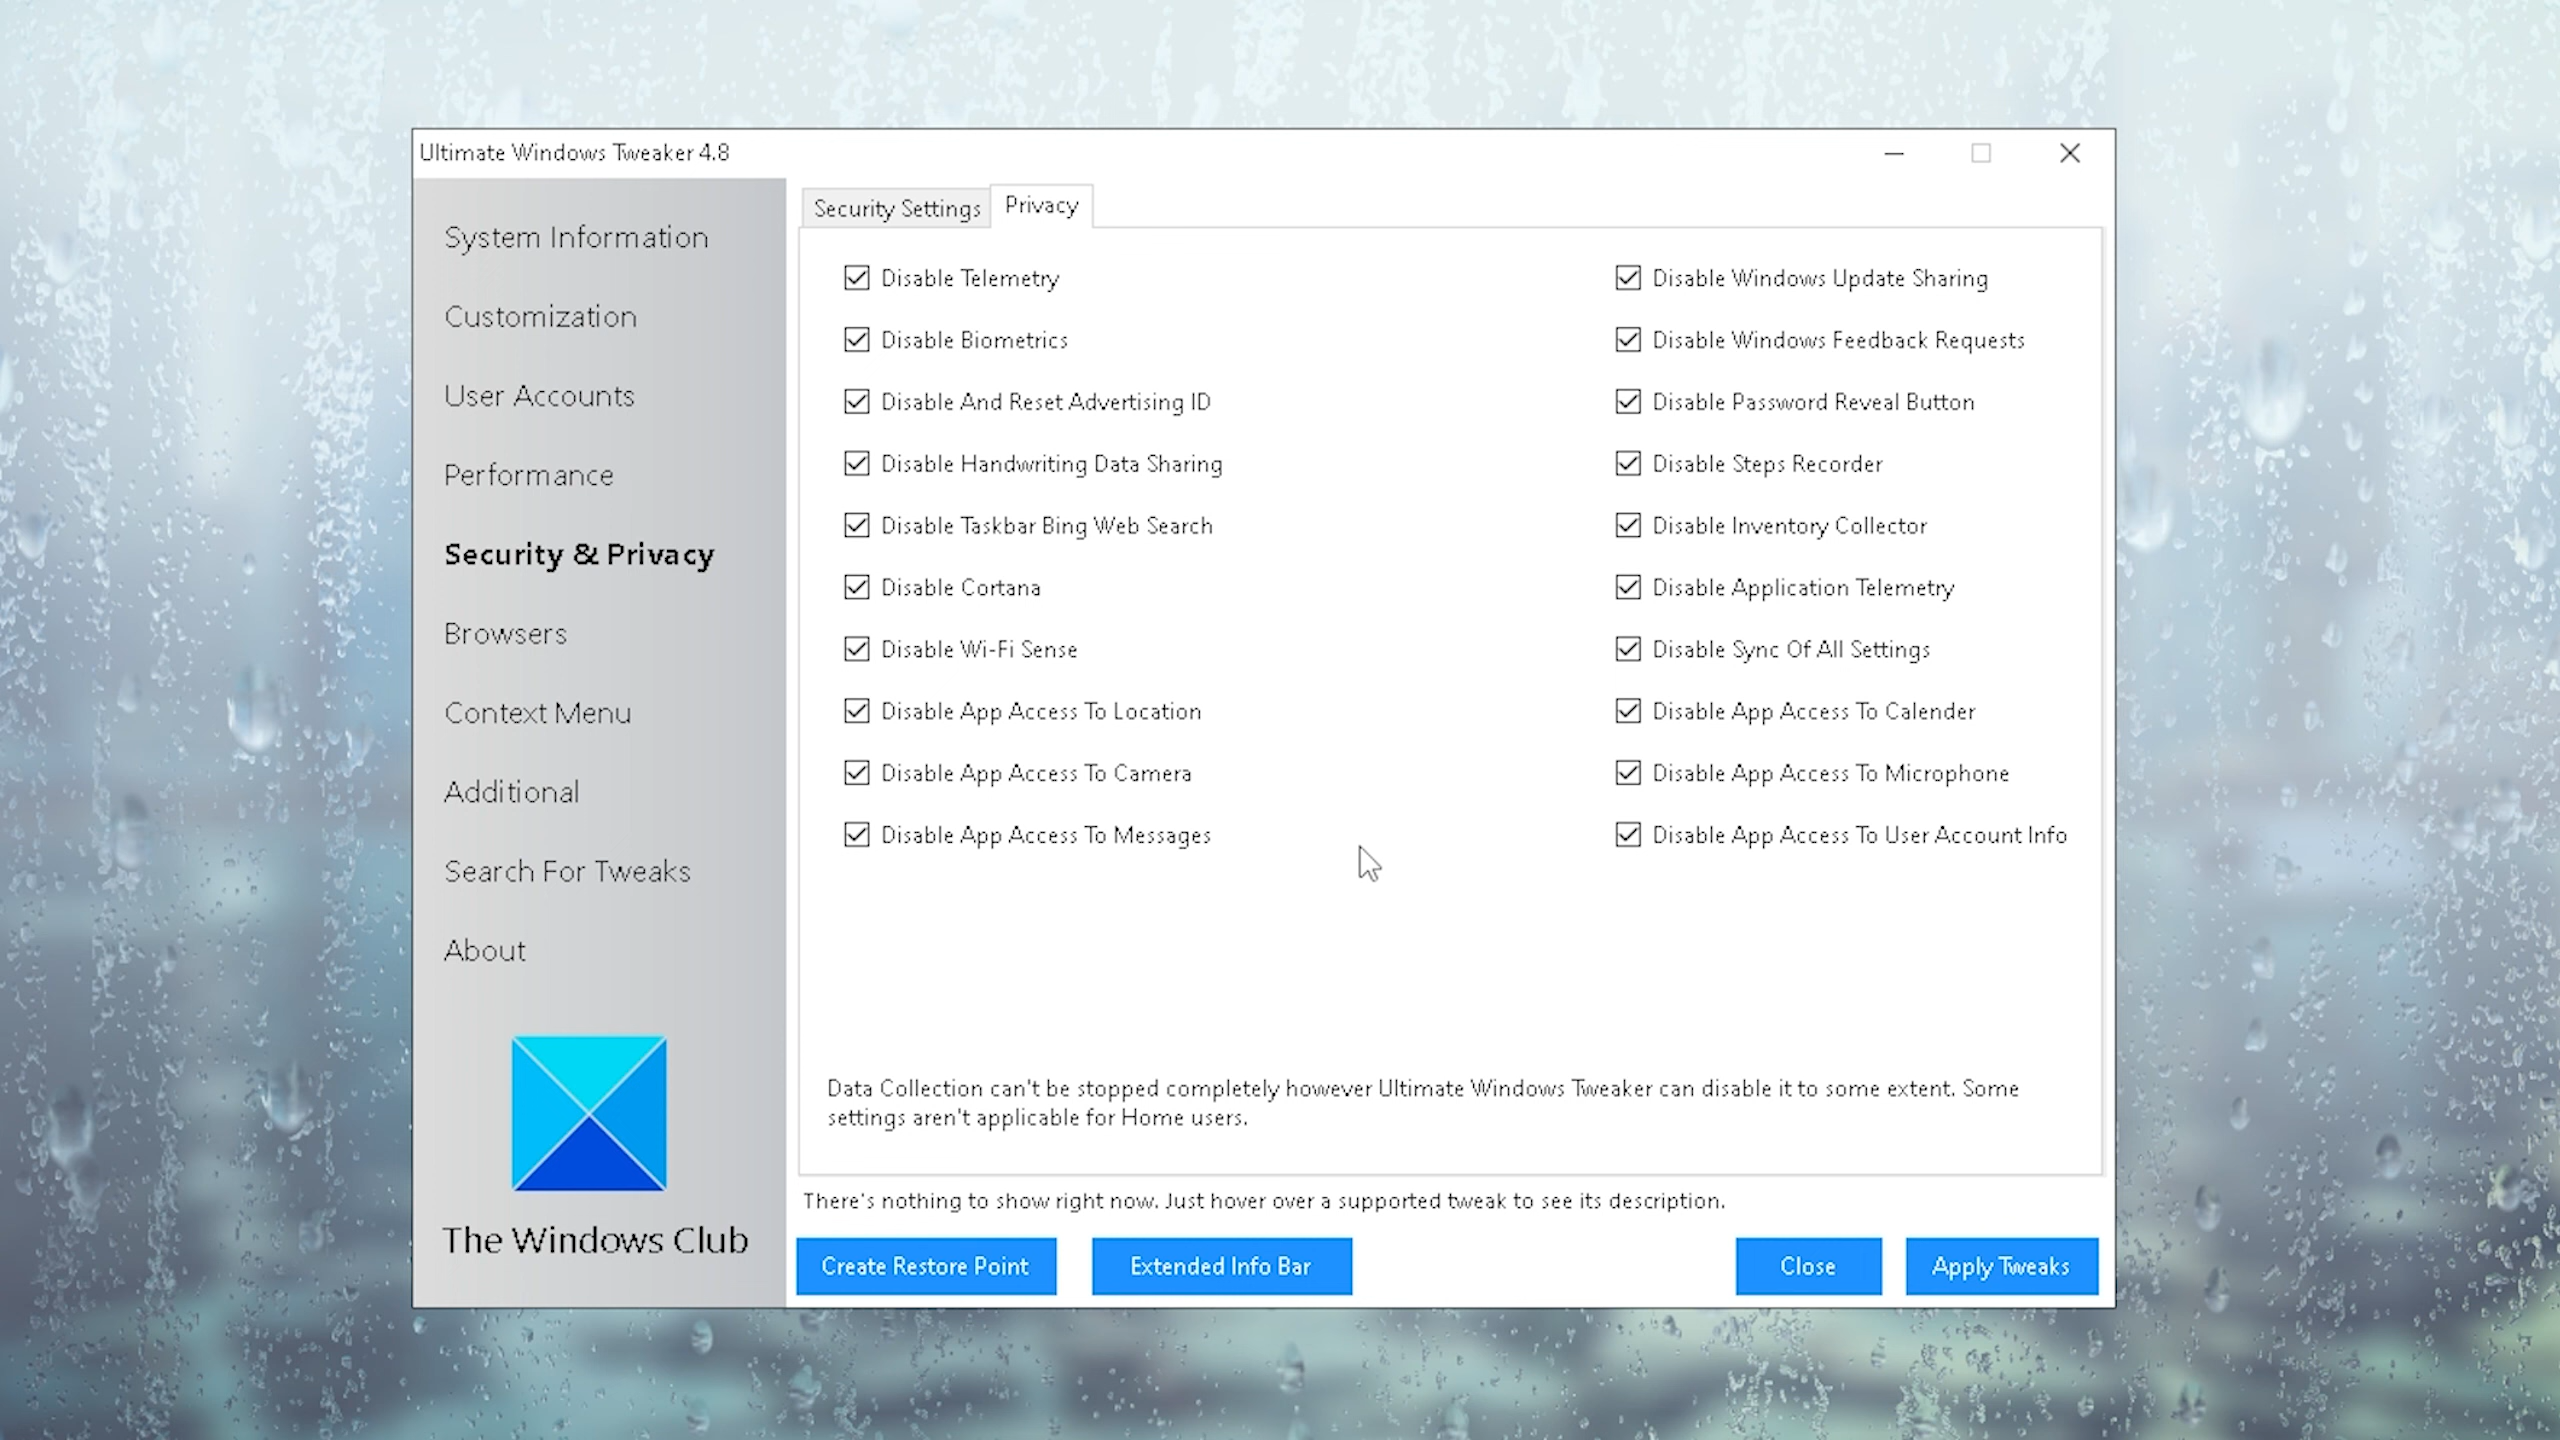 Ultimate Windows Tweaker 4.8
System Information
Customization
User Accounts
Performance
Security & Privacy
Browsers
Context Menu
Additional
Search For Tweaks
About
The Windows Club
Security Settings
Privacy
Disable Telemetry
Disable Biometrics
Disable And Reset Advertising ID
Disable Handwriting Data Sharing
Disable Taskbar Bing Web Search
Disable Cortana
Disable Wi-Fi Sense
Disable App Access To Location
Disable App Access To Camera
Disable App Access To Messages
Disable Windows Update Sharing
Disable Windows Feedback Requests
Disable Password Reveal Button
Disable Steps Recorder
Disable Inventory Collector
Disable Application Telemetry
Disable Sync Of All Settings
Disable App Access To Calender
Disable App Access To Microphone
Disable App Access To User Account Info
Data Collection can't be stopped completely however Ultimate Windows Tweaker can disable it to some extent. Some
settings aren't applicable for Home users.
There's nothing to show right now. Just hover over a supported tweak to see its description.
Create Restore Point
Extended Info Bar
Close
Apply Tweaks